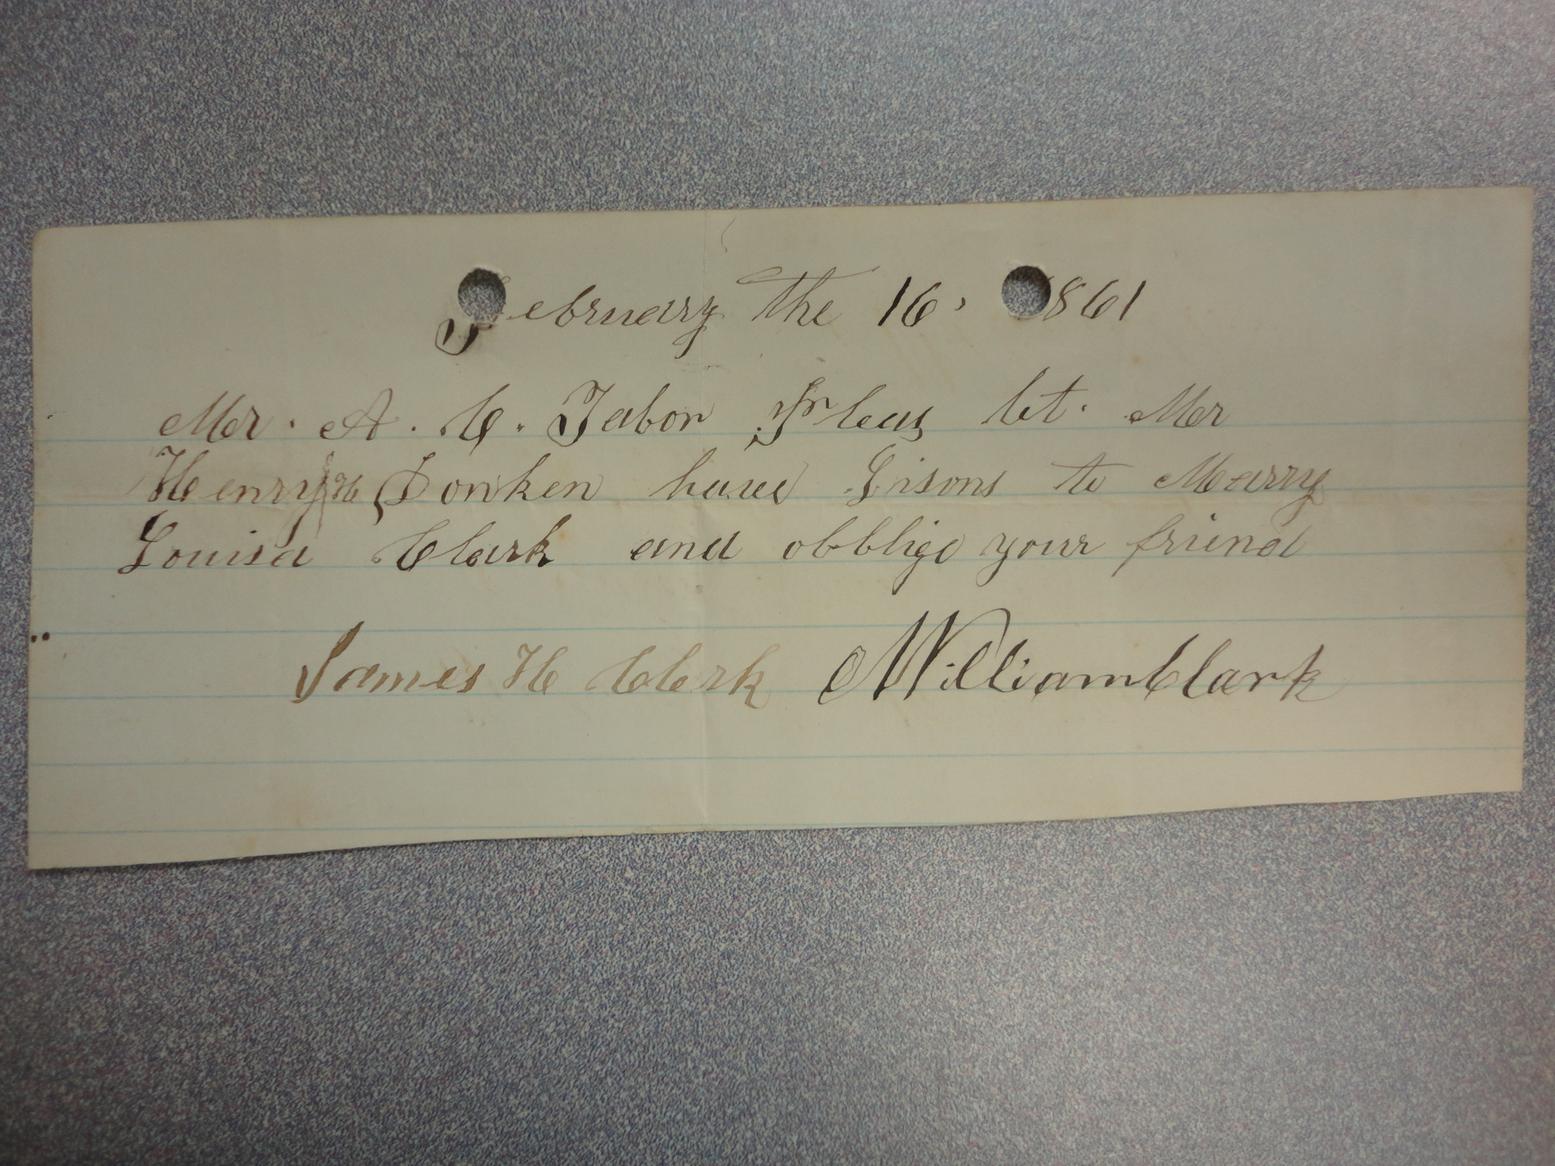 February the 16, 1861
Mr. A. C. Tabor Pleas let. Mr
Henry H Donken have Lisons to Marry
Louisa Clark and obblige your friend
James H Clerk William Clark